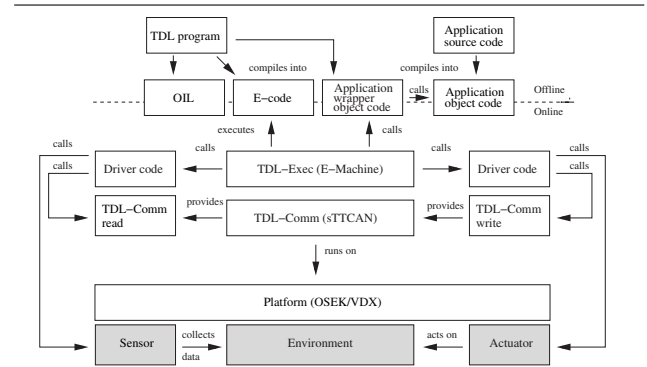 TDL program
Application
source code
compiles into
compiles into
OIL
E−code
Application
wrapper
object code
calls
Application
object code
Offline
Online
executes
calls
calls
calls
Driver code
calls
TDL−Exec (E−Machine)
calls
Driver code
calls
calls
TDL−Comm
read
provides
TDL−Comm (sTTCAN)
provides
TDL−Comm
write
runs on
Platform (OSEK/VDX)
Sensor
collects
data
Environment
acts on
Actuator